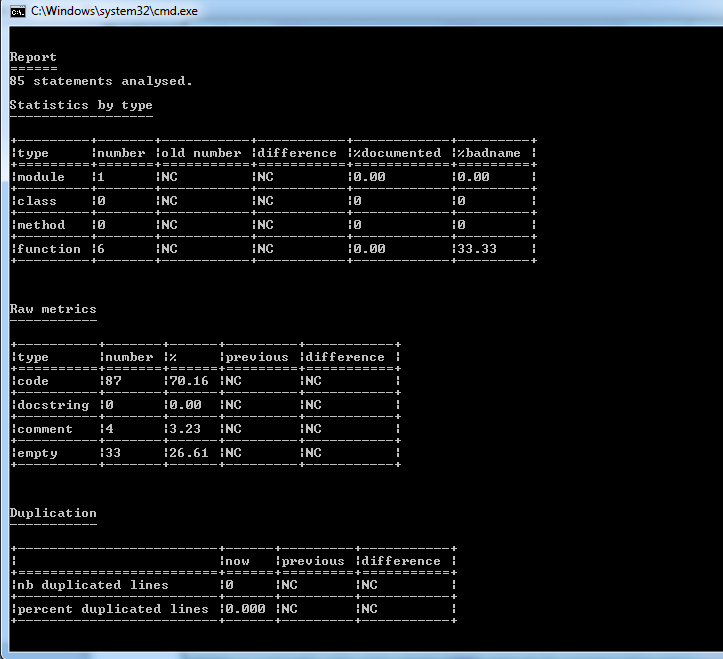 C:\Windows\system32\cmd.exe
Report
======
85 statements analysed.
Statistics by type
------------------
+----------+----------+---------------+-------------+-------------------+---------------+
|type |number |old number |difference |%documented |%badname |
+==========+==========+===============+=============+===================+===============+
|module |1 |NC |NC |0.00 |0.00 |
|class |0 |NC |NC |0 |0 |
|method |0 |NC |NC |0 |0 |
|function |6 |NC |NC |0.00 |33.33 |
Raw metrics
-----------
|type |number |% |previous |difference |
|code |87 |70.16 |NC |NC |
|docstring |0 |0.00 |NC |NC |
|comment |4 |3.23 |NC |NC |
|empty |33 |26.61 |NC |NC |
Duplication
-----------
| |now |previous |difference |
|nb duplicated lines |0 |NC |NC |
|percent duplicated lines |0.000 |NC |NC |